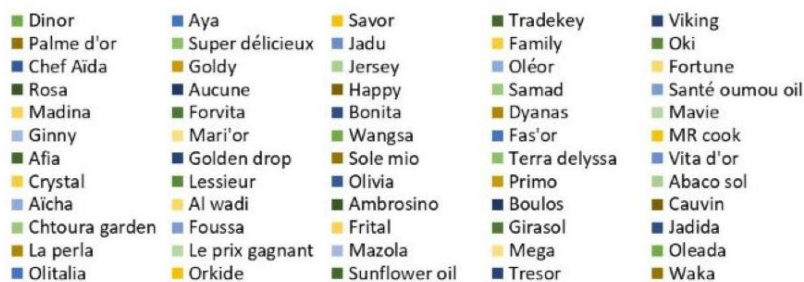 Dinor Aya Savor Tradekey Viking
Palme d'or Super délicieux Jadu Family Oki
Chef Aïda Goldy Jersey Oléor Fortune
Rosa Aucune Happy Samad Santé oumou oil
Madina Forvita Bonita Dyanas Mavie
Ginny Mari'or Wangsa Fas'or MR cook
Afia Golden drop Sole mio Terra delyssa Vita d'or
Crystal Lessieur Olivia Primo Abaco sol
Aïcha Al wadi Ambrosino Boulos Cauvin
Chtoura garden Foussa Frital Girasol Jadida
La perla Le prix gagnant Mazola Mega Oleada
Olitalia Orkide Sunflower oil Tresor Waka